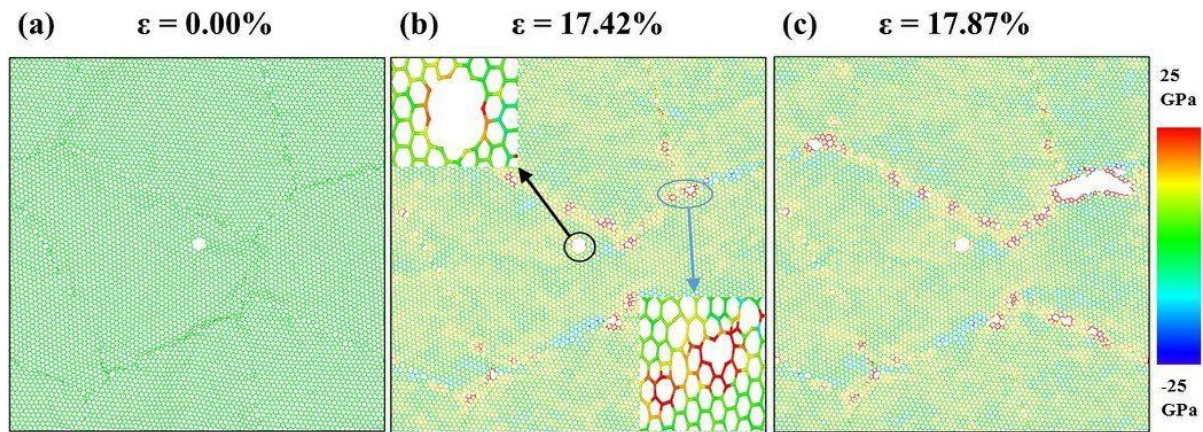 (a) ε = 0.00%
(b) ε = 17.42%
(c) ε = 17.87%
25
GPa
-25
GPa